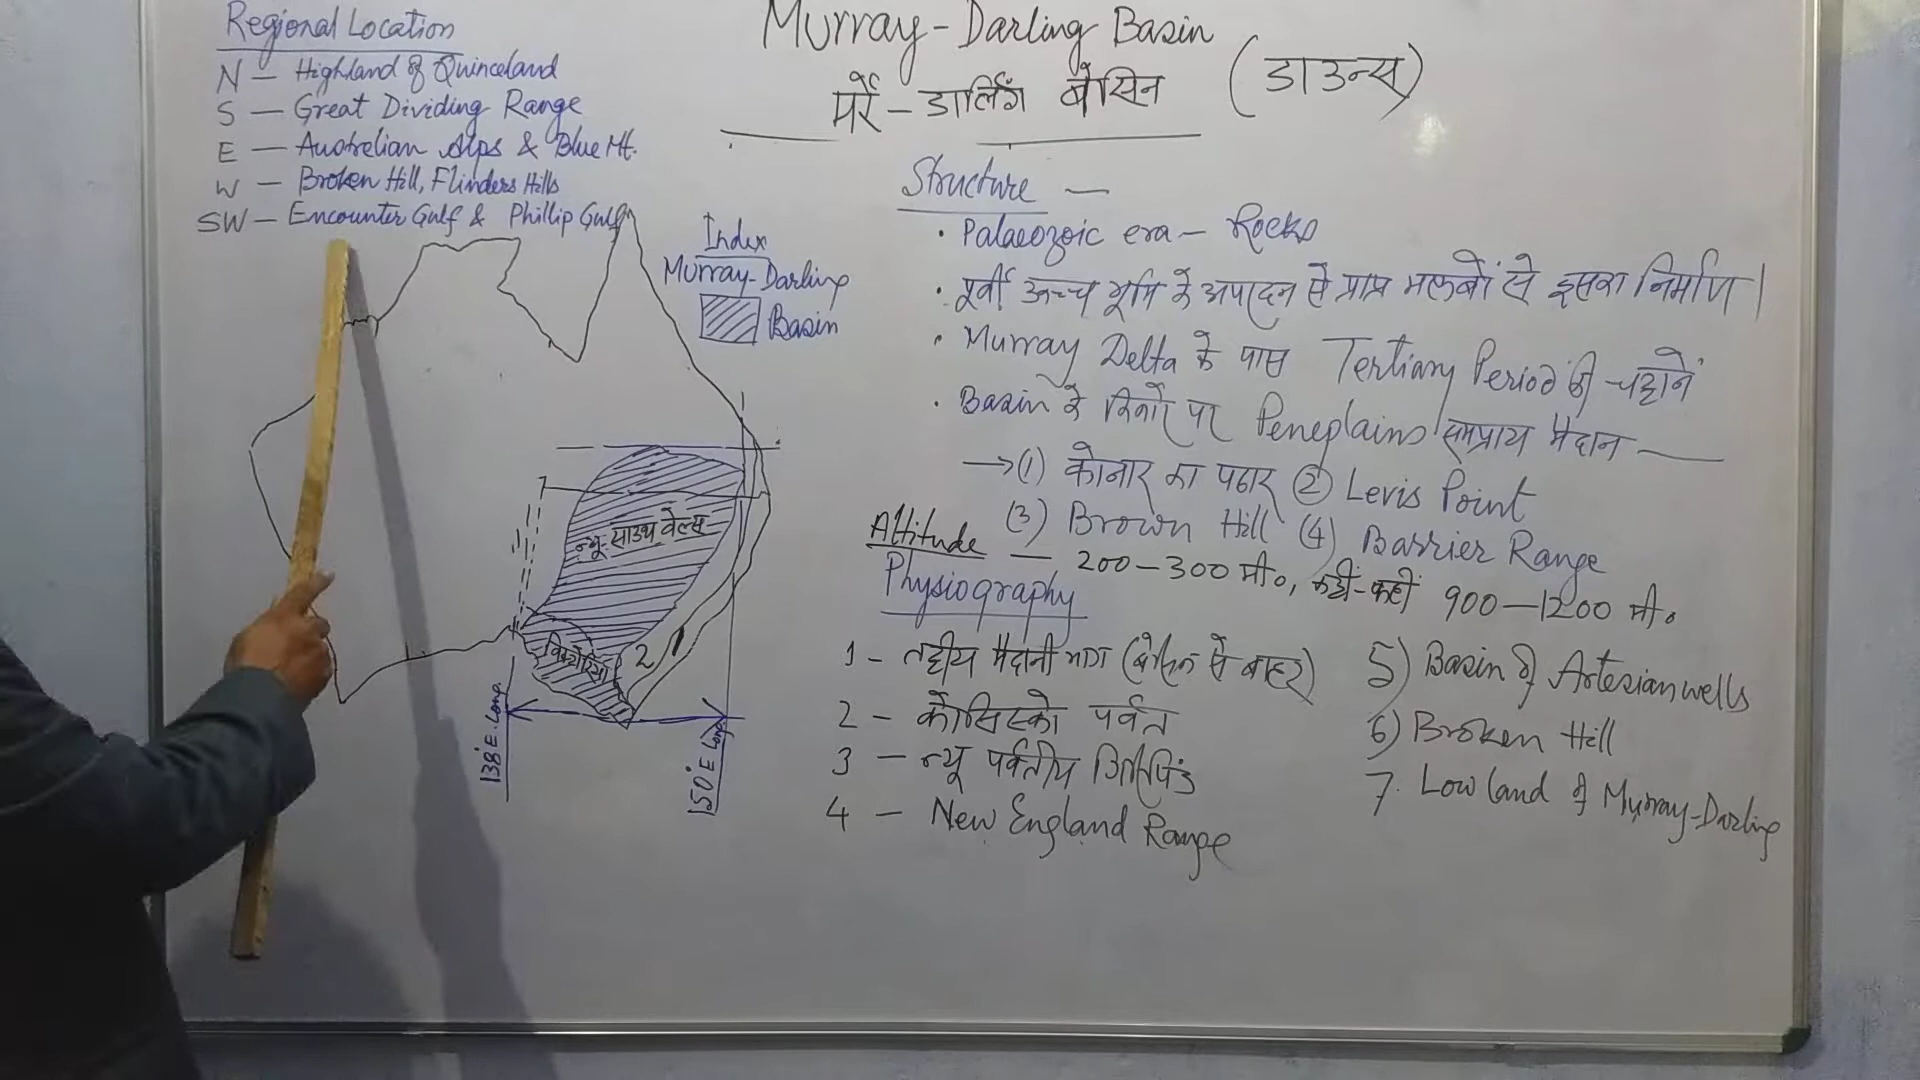 Regional Location
N — Highland of Quinceland
S — Great Dividing Range
E — Australian Alps & Blue Mt.
W — Broken Hill, Flinders Hills
SW — Encounter Gulf & Phillip Gulf
Murray-Darling Basin
मर्रे-डार्लिंग बेसिन (डाउन्स)
Index
Murray-Darling
Basin
न्यू-साउथ वेल्स
विक्टोरिया
2 1
138°E. Long.
150°E Long.
Structure —
• Palaeozoic era — Rocks
• पूर्वी उच्च भूमि के अपरदन से प्राप्त मलबों से इसका निर्माण।
• Murray Delta के पास Tertiary Period की चट्टानें
• Basin के किनारे पर Peneplains समप्राय मैदान —
→ (1) कोनार का पठार (2) Levis Point
(3) Brown Hill (4) Barrier Range
Altitude — 200—300 मी०, कहीं-कहीं 900—1200 मी०
Physiography
1 - तटीय मैदानी भाग (बेसिन से बाहर)
2 - कोसिस्को पर्वत
3 - न्यू पर्वतीय
4 - New England Range
5) Basin of Artesian wells
6) Broken Hill
7. Low land of Murray-Darling